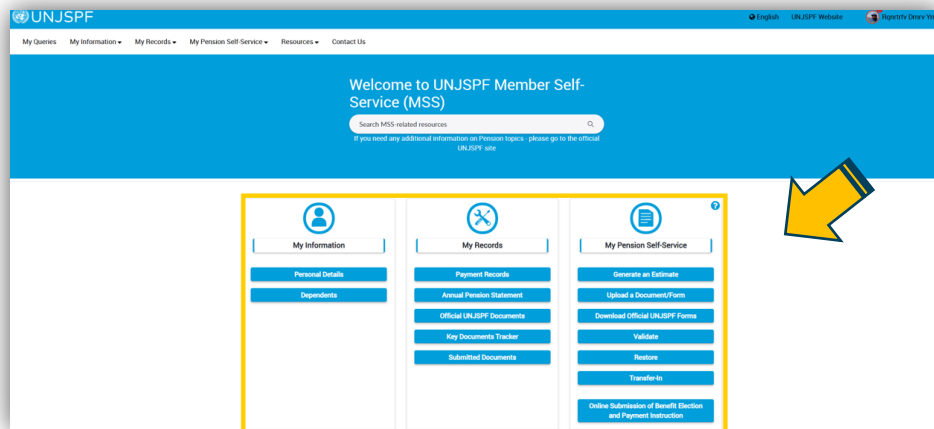 UNJSPF
English UNJSPF Website
My Queries My Information My Records My Pension Self-Service Resources Contact Us
Welcome to UNJSPF Member Self-
Service (MSS)
Search MSS-related resources
If you need any additional information on Pension topics - please go to the official
UNJSPF site
My Information
Personal Details
Dependents
My Records
Payment Records
Annual Pension Statement
Official UNJSPF Documents
Key Documents Tracker
Submitted Documents
?
My Pension Self-Service
Generate an Estimate
Upload a Document/Form
Download Official UNJSPF Forms
Validate
Restore
Transfer-In
Online Submission of Benefit Election
and Payment Instruction